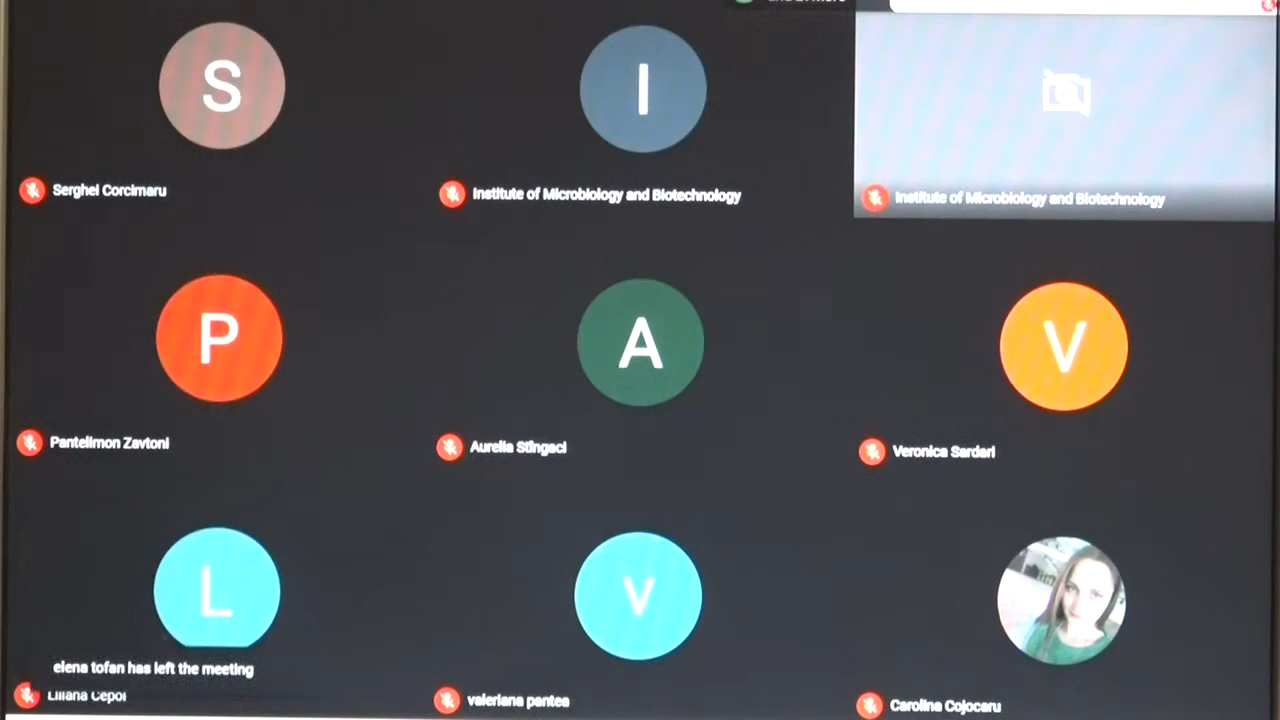 S
I
Serghei Corcimaru
Institute of Microbiology and Biotechnology
Institute of Microbiology and Biotechnology
P
A
V
Pantelimon Zavtoni
Aurelia Stîngaci
Veronica Sardari
L
V
elena tofan has left the meeting
Liliana Cepoi
valeriana pantea
Carolina Cojocaru